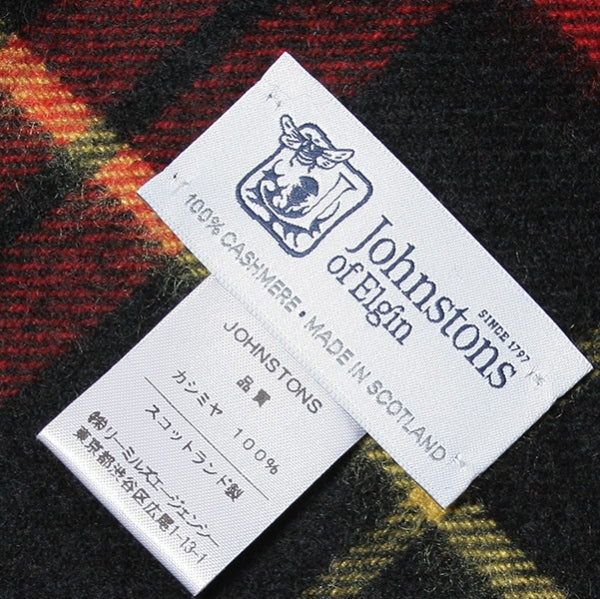 Johnstons
of Elgin
SINCE 1797
100% CASHMERE • MADE IN SCOTLAND
JOHNSTONS
品質
カシミヤ 100%
スコットランド製
㈱リーミルズエージェンシー
東京都渋谷区広尾1-13-1